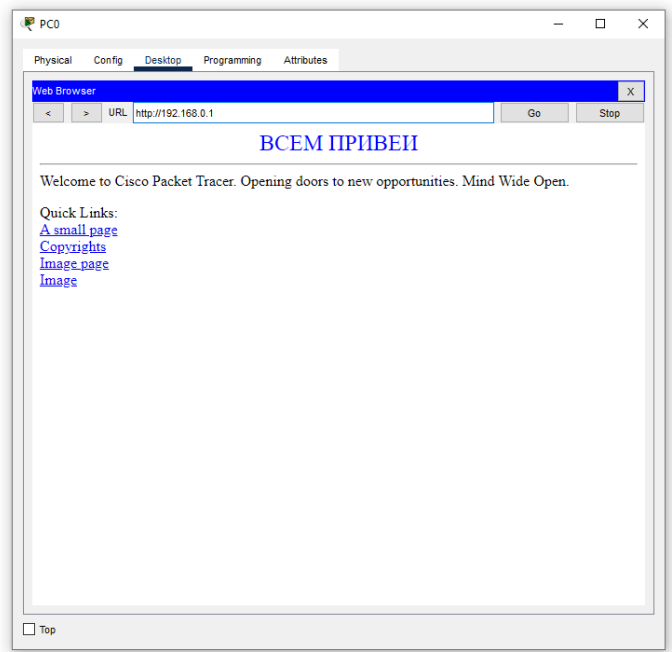 PC0
Physical Config Desktop Programming Attributes
Web Browser
X
< > URL http://192.168.0.1 Go Stop
ВСЕМ ПРИВЕИ
Welcome to Cisco Packet Tracer. Opening doors to new opportunities. Mind Wide Open.
Quick Links:
A small page
Copyrights
Image page
Image
Top